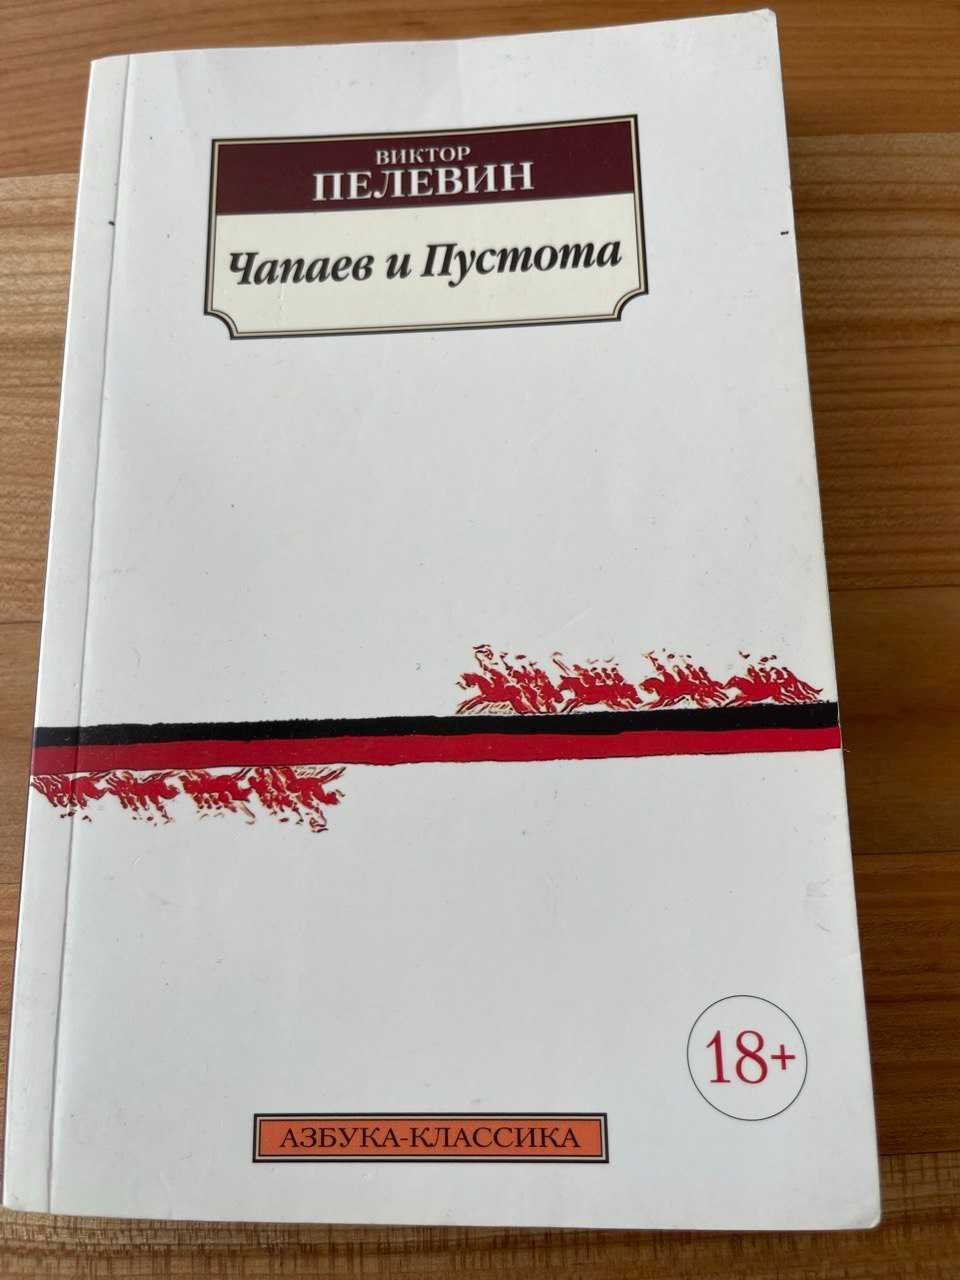 ВИКТОР
ПЕЛЕВИН
Чапаев и Пустота
18+
АЗБУКА-КЛАССИКА